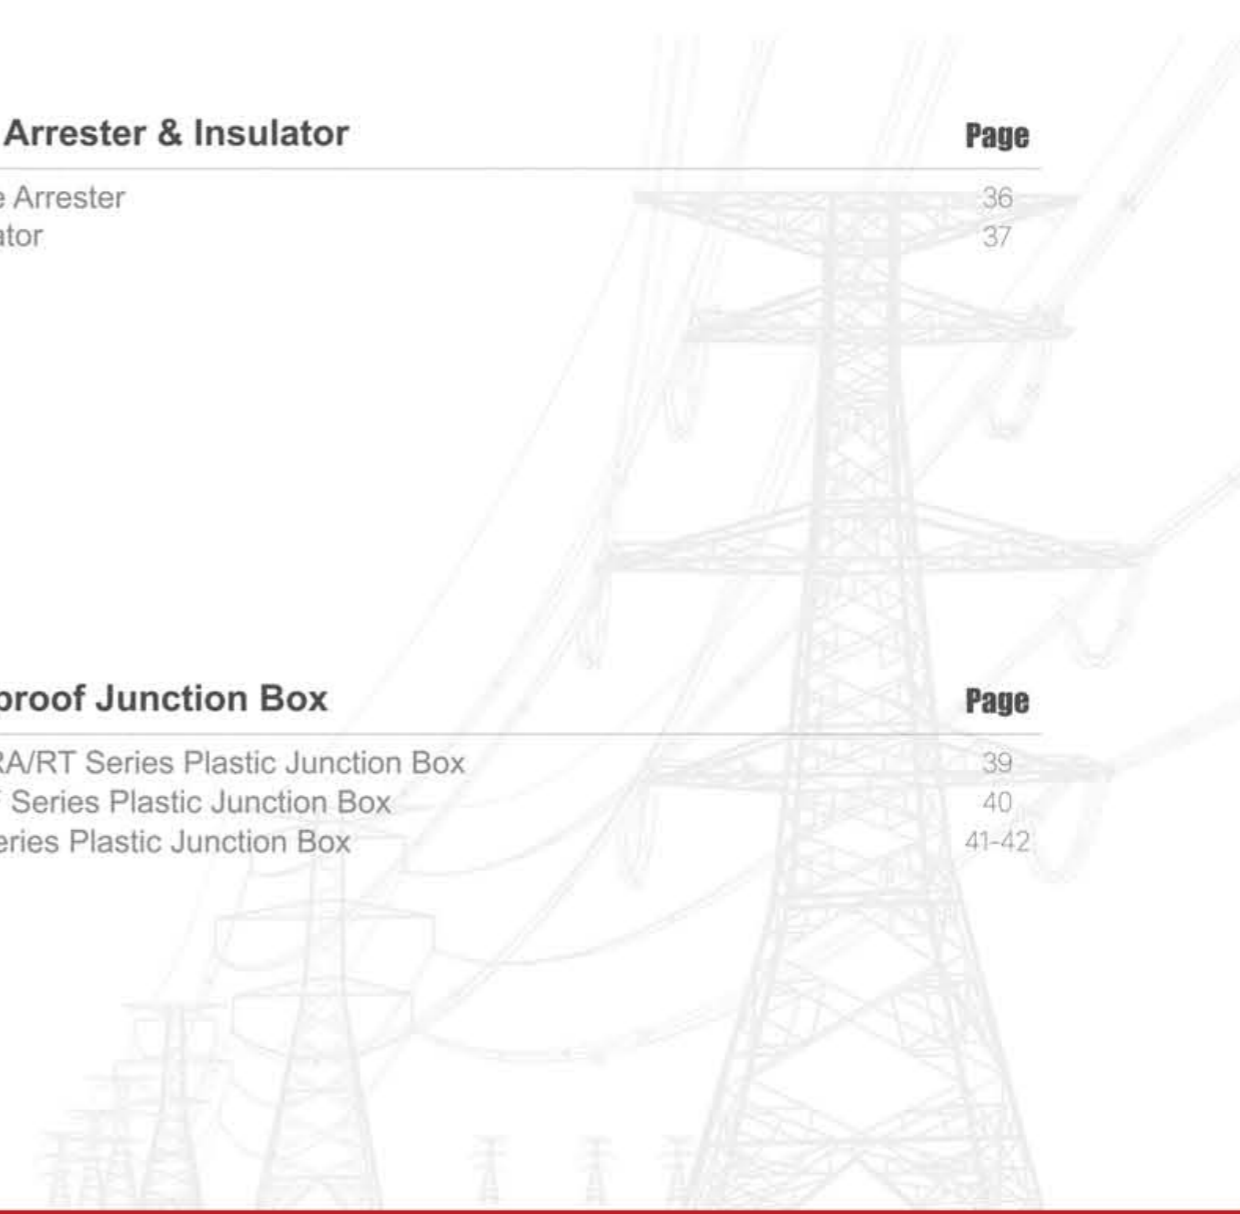 Arrester & Insulator Page
e Arrester 36
ator 37
proof Junction Box Page
RA/RT Series Plastic Junction Box 39
Series Plastic Junction Box 40
eries Plastic Junction Box 41-42